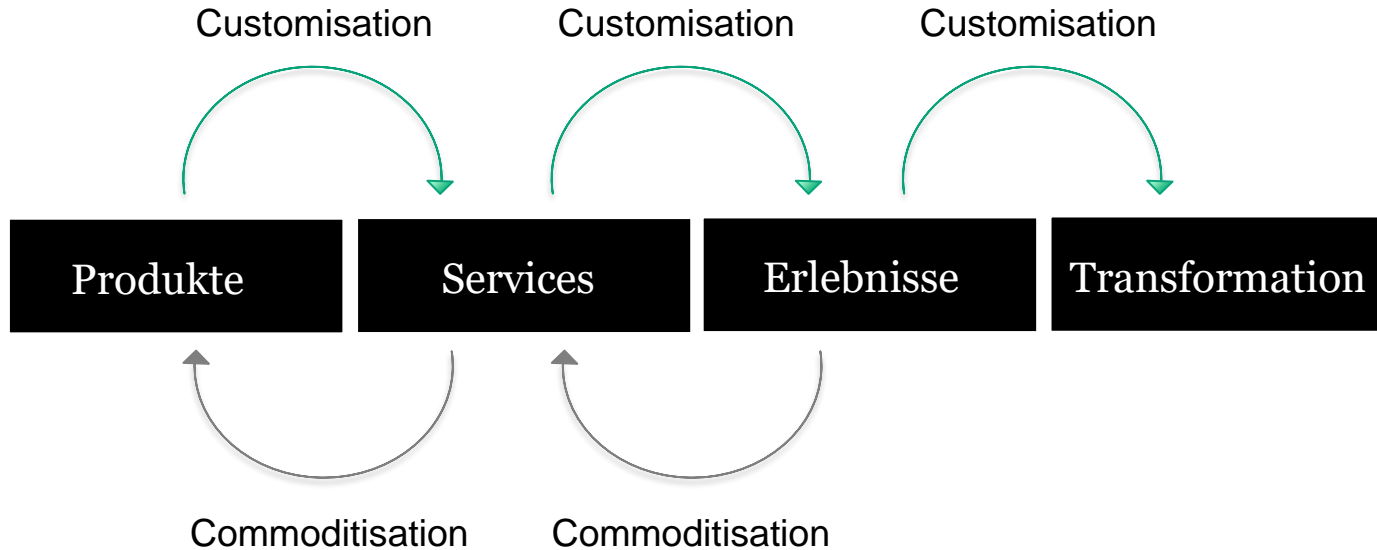 Customisation Customisation Customisation
Produkte Services Erlebnisse Transformation
Commoditisation Commoditisation